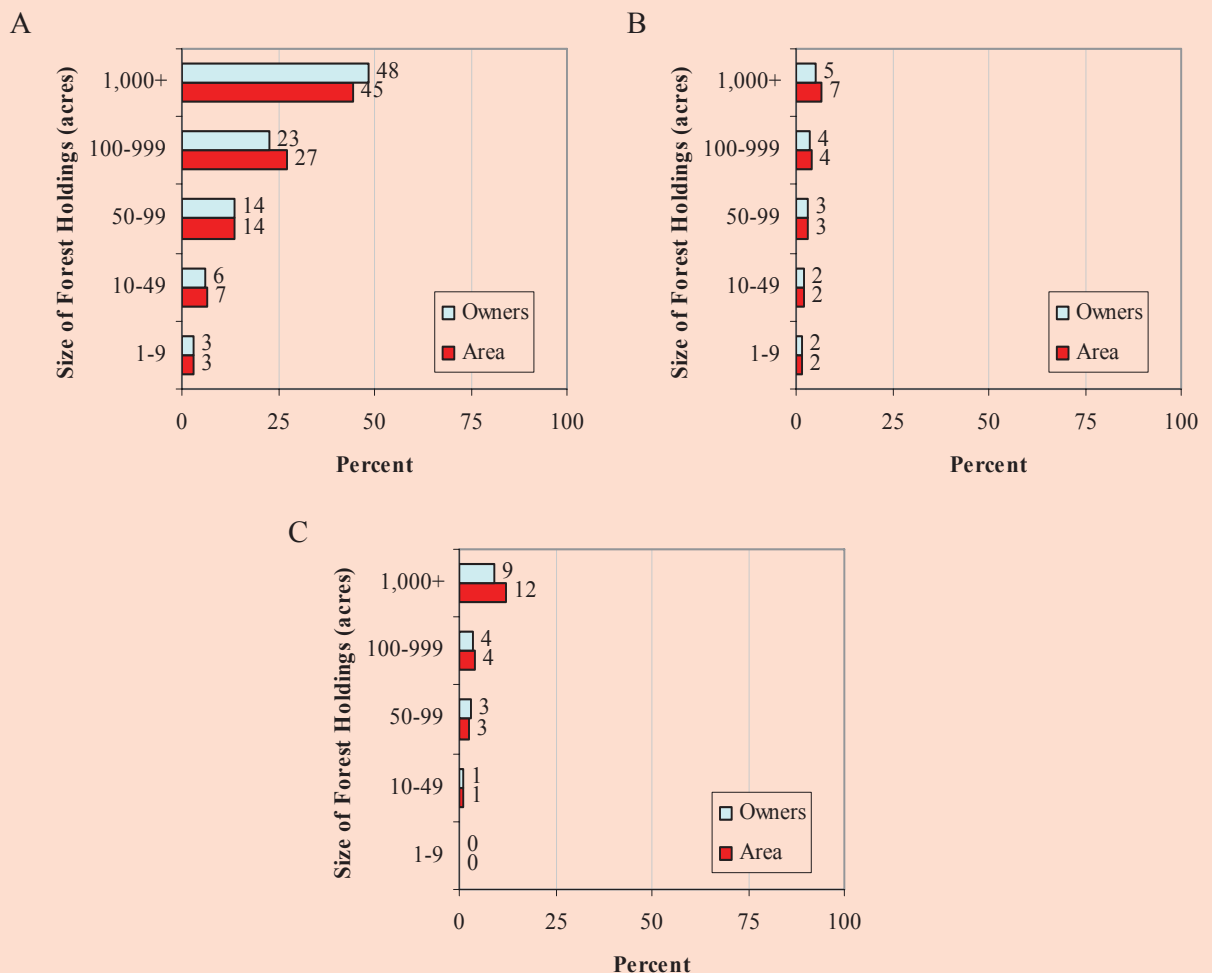 A
Size of Forest Holdings (acres)
1,000+
48
45
100-999
23
27
50-99
14
14
10-49
6
7
1-9
3
3
Owners
Area
0 25 50 75 100
Percent
B
Size of Forest Holdings (acres)
1,000+
5
7
100-999
4
4
50-99
3
3
10-49
2
2
1-9
2
2
Owners
Area
0 25 50 75 100
Percent
C
Size of Forest Holdings (acres)
1,000+
9
12
100-999
4
4
50-99
3
3
10-49
1
1
1-9
0
0
Owners
Area
0 25 50 75 100
Percent